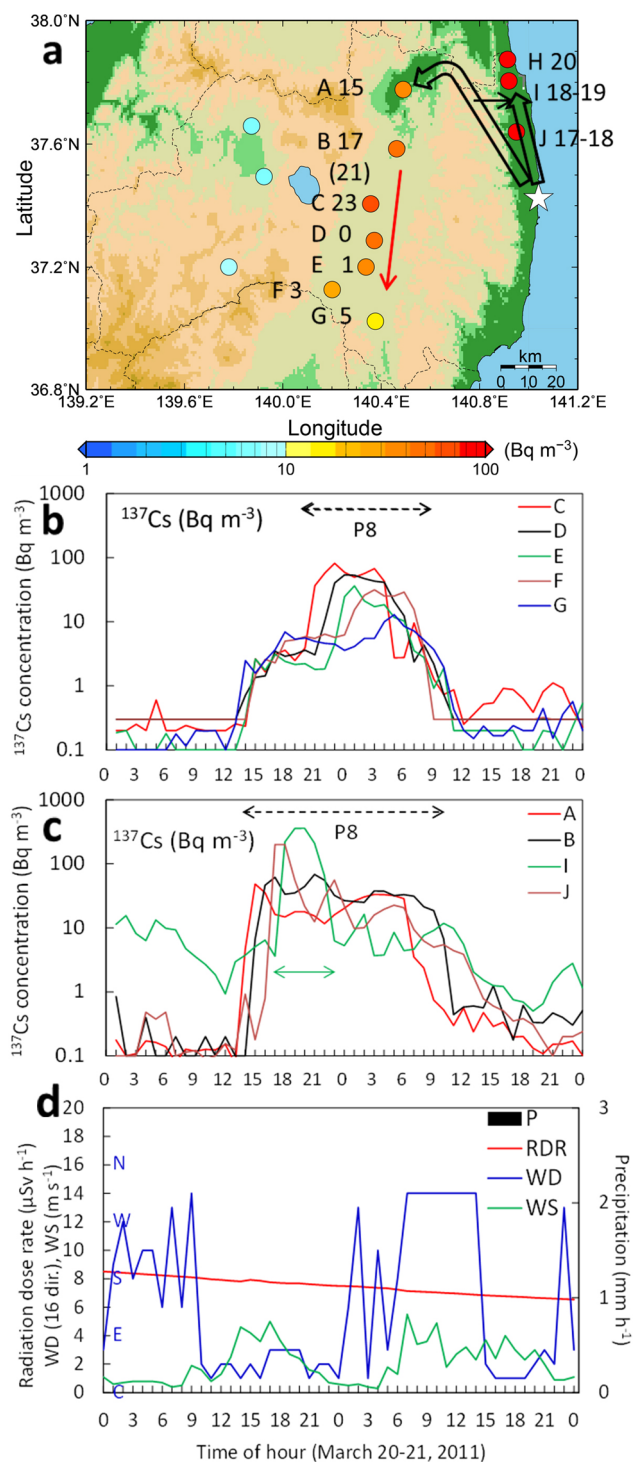 a
38.0°N
37.6°N
37.2°N
36.8°N
Latitude
A 15
B 17
(21)
C 23
D 0
E 1
F 3
G 5
H 20
I 18-19
J 17-18
km
0 10 20
139.2°E 139.6°E 140.0°E 140.4°E 140.8°E 141.2°E
Longitude
1 10 100 (Bq m−3)
b
137Cs (Bq m-3)
P8
C
D
E
F
G
137Cs concentration (Bq m-3)
1000
100
10
1
0.1
0 3 6 9 12 15 18 21 0 3 6 9 12 15 18 21 0
c
137Cs (Bq m-3)
P8
A
B
I
J
137Cs concentration (Bq m-3)
1000
100
10
1
0.1
0 3 6 9 12 15 18 21 0 3 6 9 12 15 18 21 0
d
P
RDR
WD
WS
N
W
S
E
C
Radiation dose rate (μSv h-1)
WD (16 dir.), WS (m s-1)
20
18
16
14
12
10
8
6
4
2
0
3
2
1
0
Precipitation (mm h-1)
0 3 6 9 12 15 18 21 0 3 6 9 12 15 18 21 0
Time of hour (March 20-21, 2011)